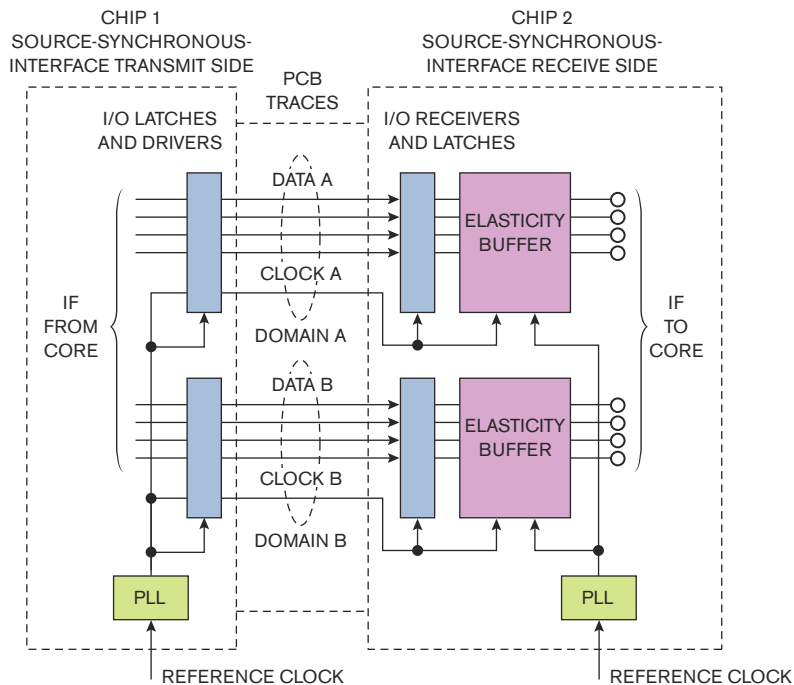 CHIP 1
SOURCE-SYNCHRONOUS-
INTERFACE TRANSMIT SIDE
CHIP 2
SOURCE-SYNCHRONOUS-
INTERFACE RECEIVE SIDE
PCB
TRACES
I/O LATCHES
AND DRIVERS
I/O RECEIVERS
AND LATCHES
DATA A
ELASTICITY
BUFFER
CLOCK A
IF
FROM
CORE
DOMAIN A
IF
TO
CORE
DATA B
ELASTICITY
BUFFER
CLOCK B
DOMAIN B
PLL
PLL
REFERENCE CLOCK
REFERENCE CLOCK